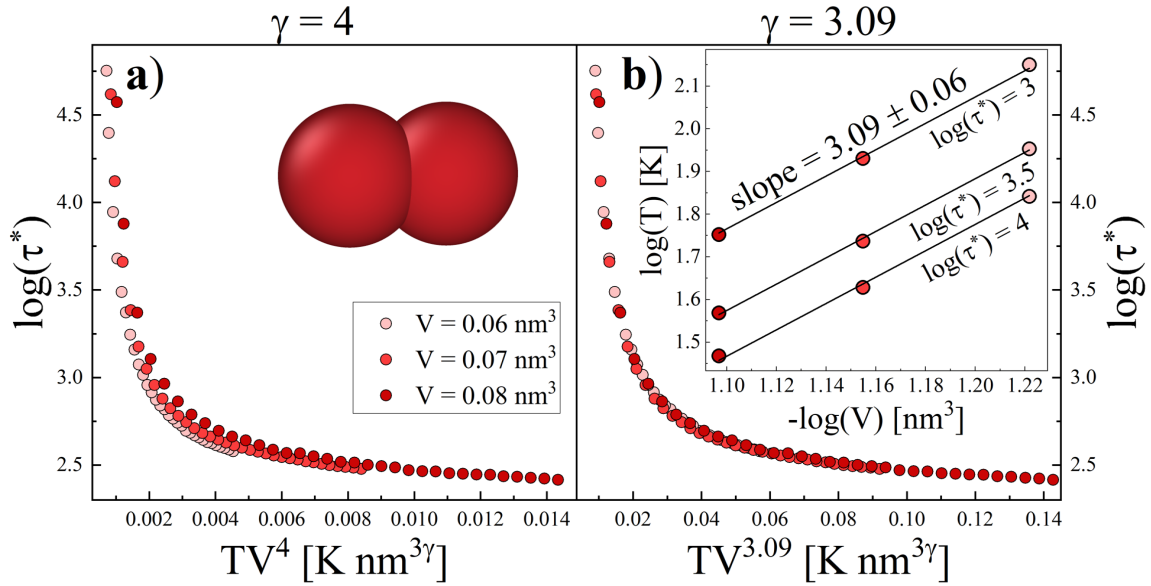 γ = 4
γ = 3.09
a)
4.5
4.0
3.5
3.0
2.5
log(τ*)
V = 0.06 nm³
V = 0.07 nm³
V = 0.08 nm³
0.002 0.004 0.006 0.008 0.010 0.012 0.014
TV⁴ [K nm³ᵞ]
b)
2.1
2.0
1.9
1.8
1.7
1.6
1.5
log(T) [K]
slope = 3.09 ± 0.06
log(τ*) = 3
log(τ*) = 3.5
log(τ*) = 4
1.10 1.12 1.14 1.16 1.18 1.20 1.22
-log(V) [nm³]
4.5
4.0
3.5
3.0
2.5
log(τ*)
0.02 0.04 0.06 0.08 0.10 0.12 0.14
TV³·⁰⁹ [K nm³ᵞ]